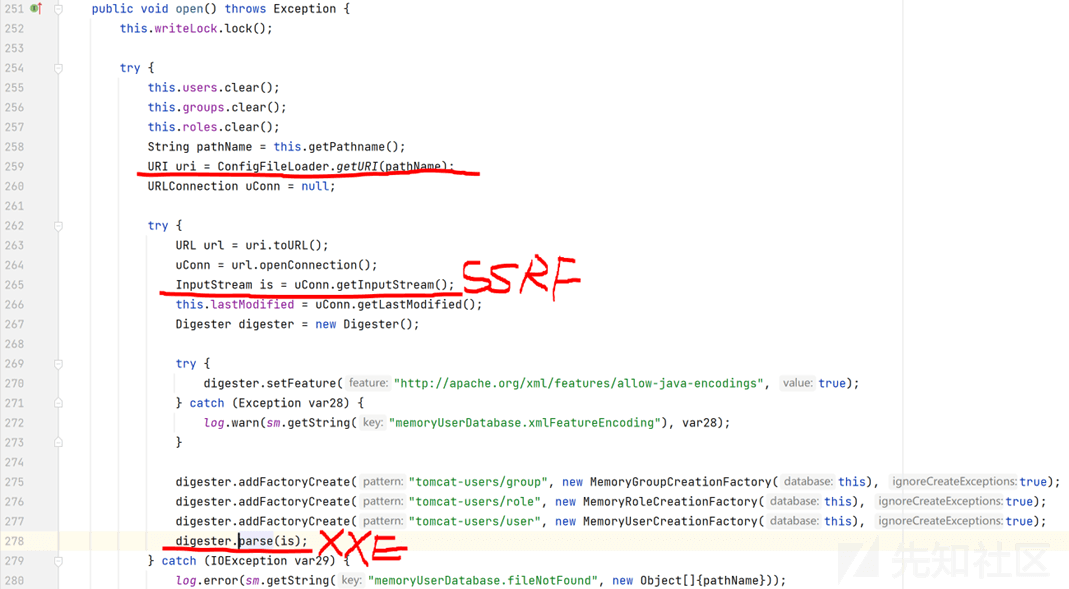 251 public void open() throws Exception {
252 this.writeLock.lock();
253
254 try {
255 this.users.clear();
256 this.groups.clear();
257 this.roles.clear();
258 String pathName = this.getPathname();
259 URI uri = ConfigFileLoader.getURI(pathName);
260 URLConnection uConn = null;
261
262 try {
263 URL url = uri.toURL();
264 uConn = url.openConnection();
265 InputStream is = uConn.getInputStream(); SSRF
266 this.lastModified = uConn.getLastModified();
267 Digester digester = new Digester();
268
269 try {
270 digester.setFeature( feature: "http://apache.org/xml/features/allow-java-encodings", value: true);
271 } catch (Exception var28) {
272 log.warn(sm.getString( key: "memoryUserDatabase.xmlFeatureEncoding"), var28);
273 }
274
275 digester.addFactoryCreate( pattern: "tomcat-users/group", new MemoryGroupCreationFactory( database: this), ignoreCreateExceptions: true);
276 digester.addFactoryCreate( pattern: "tomcat-users/role", new MemoryRoleCreationFactory( database: this), ignoreCreateExceptions: true);
277 digester.addFactoryCreate( pattern: "tomcat-users/user", new MemoryUserCreationFactory( database: this), ignoreCreateExceptions: true);
278 digester.parse(is); XXE
279 } catch (IOException var29) {
280 log.error(sm.getString( key: "memoryUserDatabase.fileNotFound", new Object[]{pathName}));
先知社区